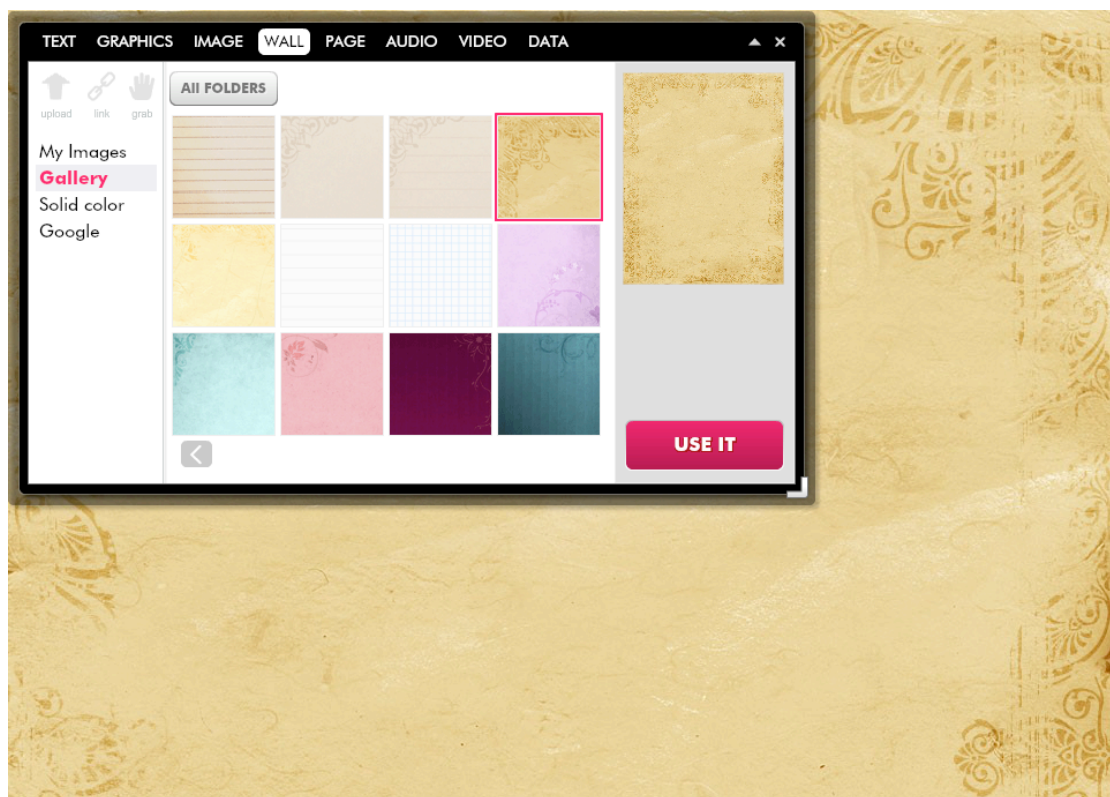 TEXT GRAPHICS IMAGE WALL PAGE AUDIO VIDEO DATA
upload link grab
All FOLDERS
My Images
Gallery
Solid color
Google
USE IT